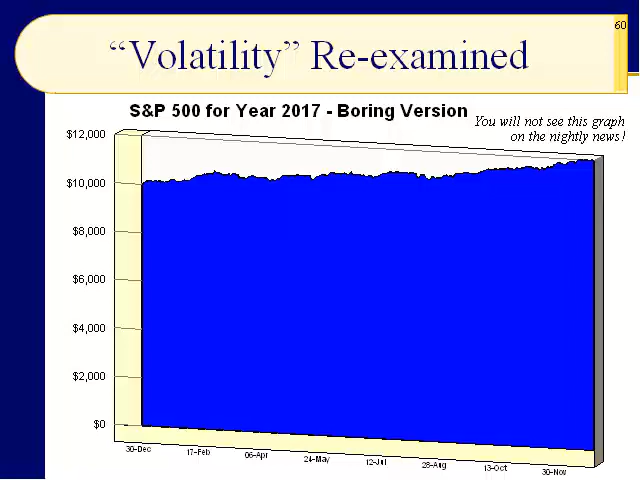 60
“Volatility” Re-examined
S&P 500 for Year 2017 - Boring Version
You will not see this graph
on the nightly news!
$12,000
$10,000
$8,000
$6,000
$4,000
$2,000
$0
30-Dec
17-Feb
06-Apr
24-May
12-Jul
28-Aug
13-Oct
30-Nov